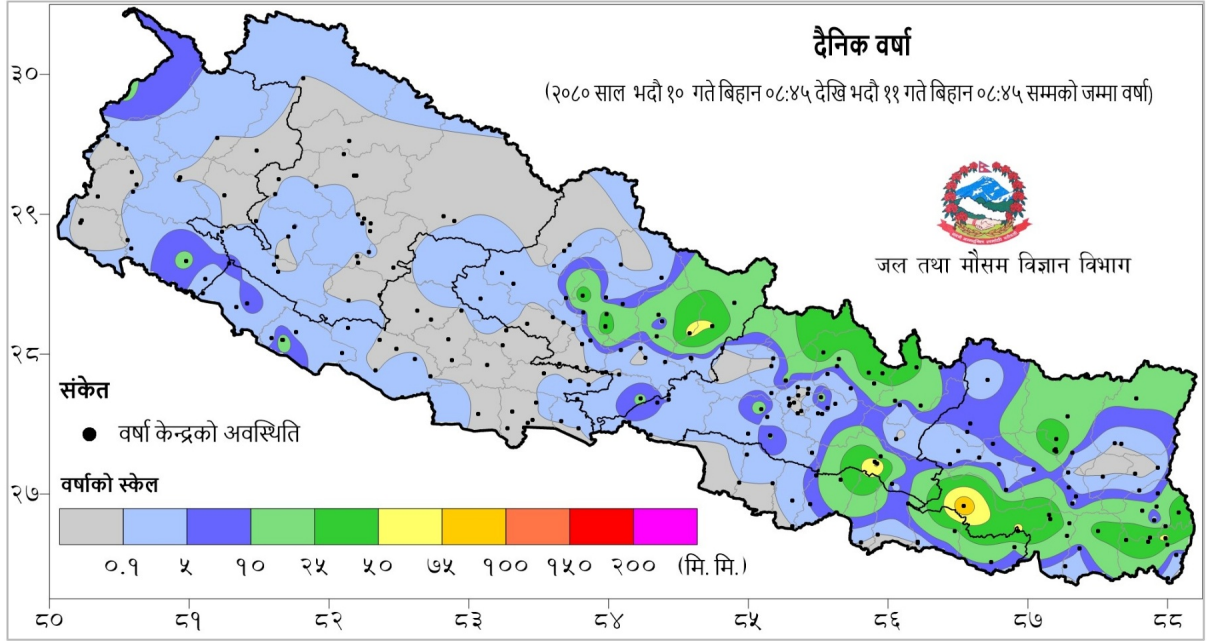 दैनिक वर्षा
(२०८० साल भदौ १० गते बिहान ०८:४५ देखि भदौ ११ गते बिहान ०८:४५ सम्मको जम्मा वर्षा)
जल तथा मौसम विज्ञान विभाग
३०
२९
२८
२७
संकेत
वर्षा केन्द्रको अवस्थिति
वर्षाको स्केल
०.१ ५ १० २५ ५० ७५ १०० १५० २०० (मि. मि.)
८० ८१ ८२ ८३ ८४ ८५ ८६ ८७ ८८